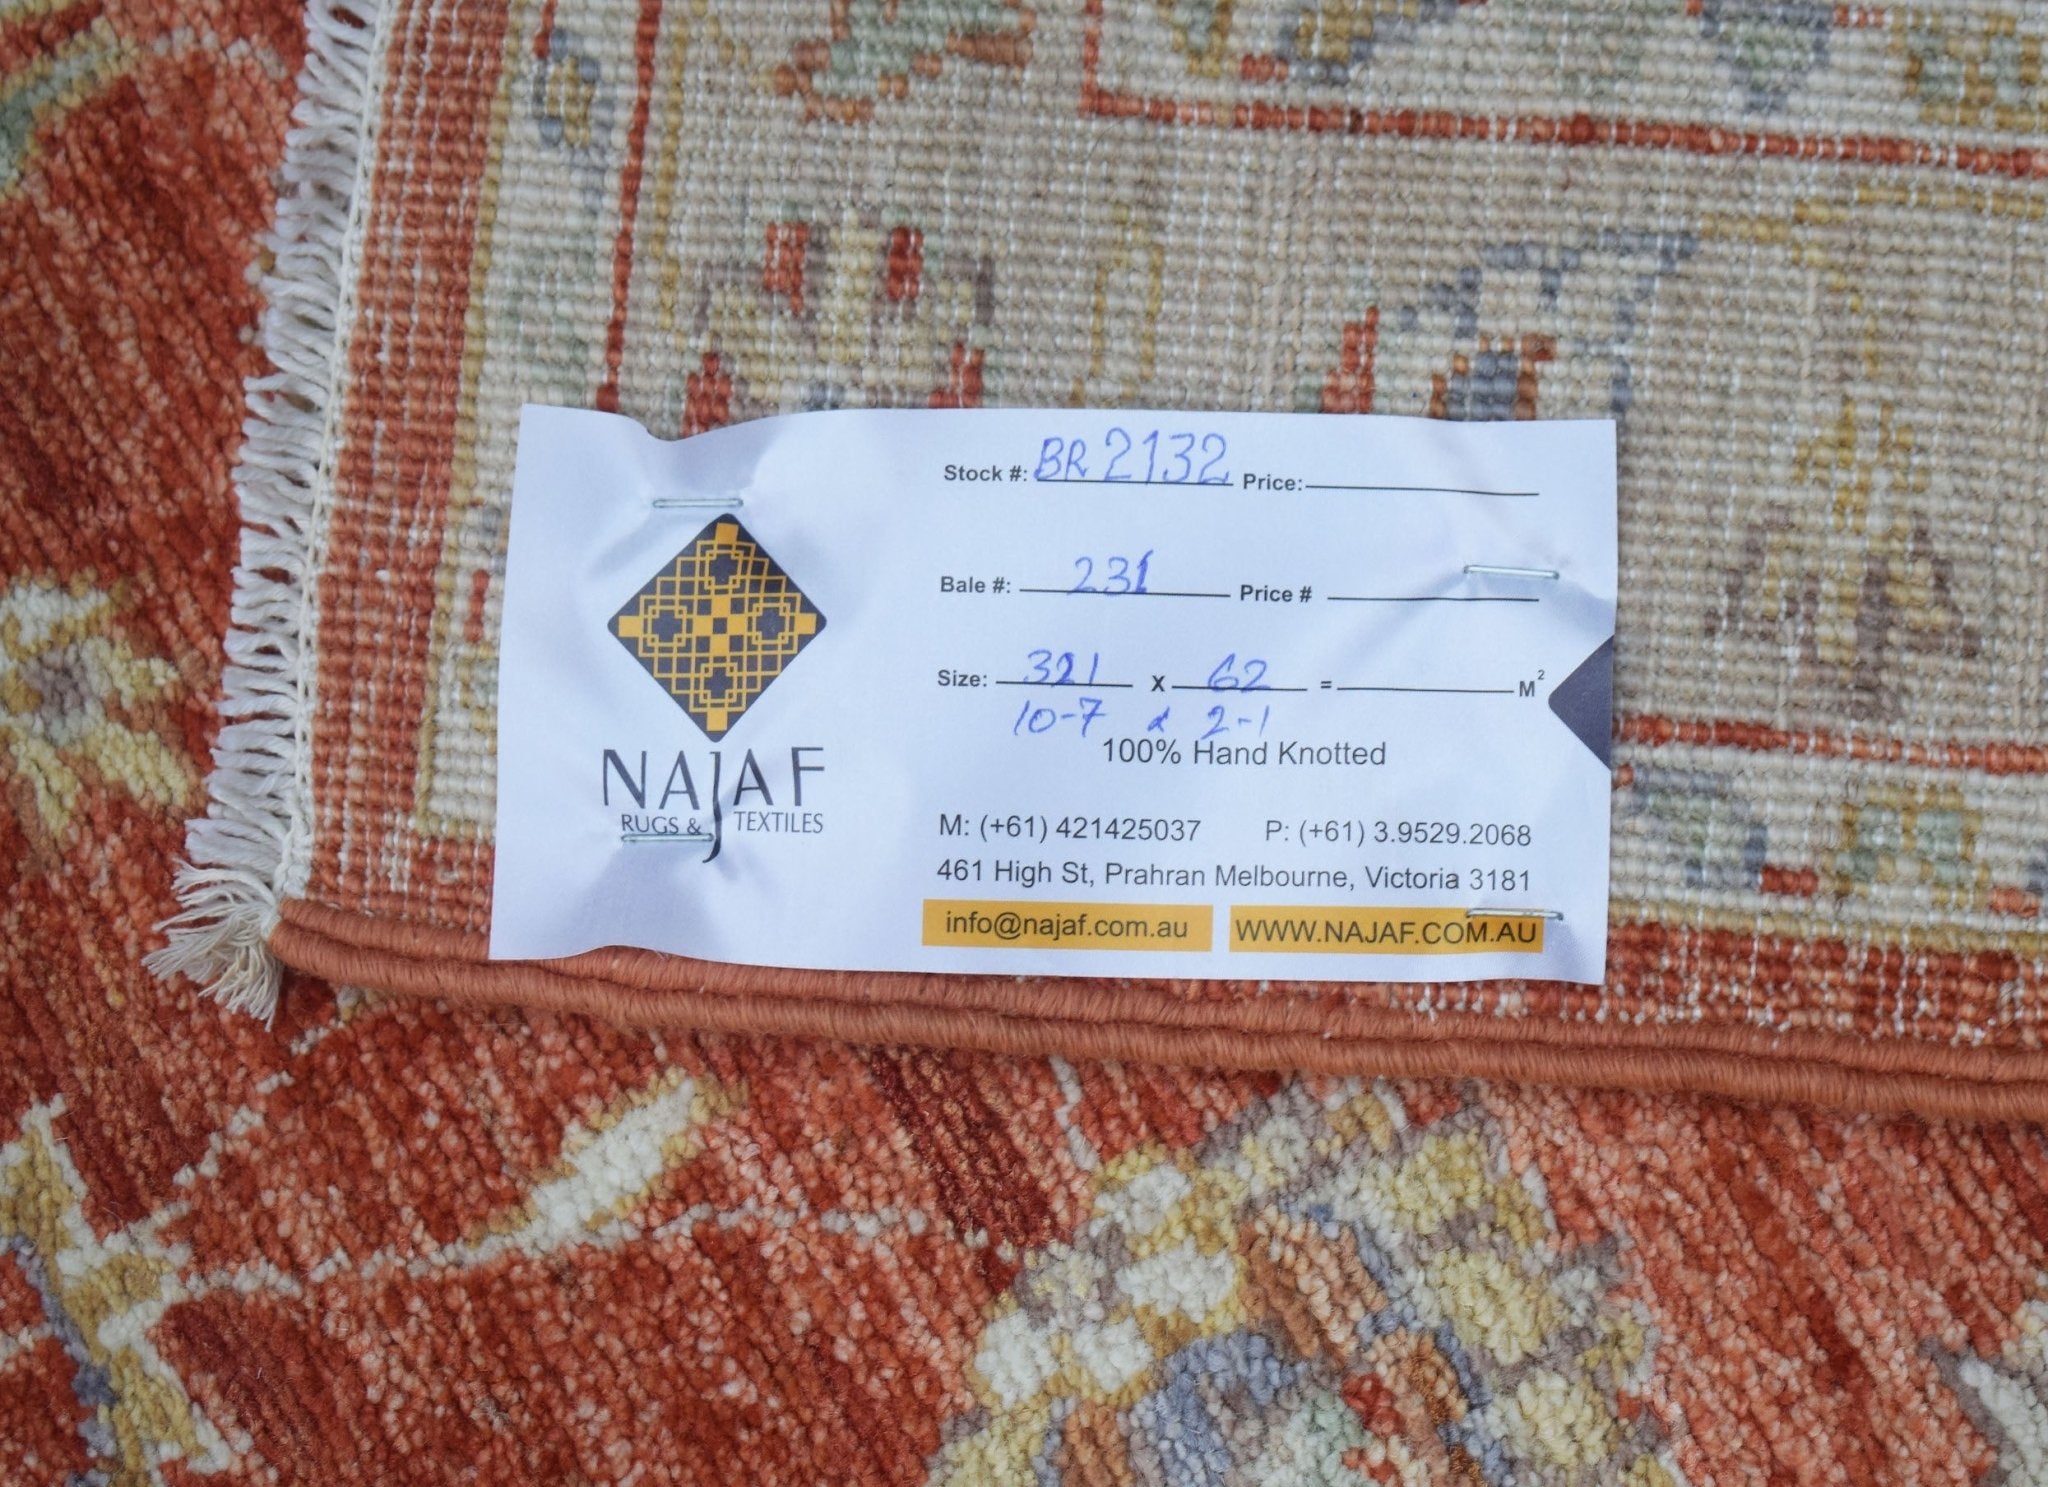 Stock #: BR 2132 Price:
Bale #: 231 Price #
Size: 321 x 62 = M²
10-7 x 2-1
100% Hand Knotted
NAJAF
RUGS & TEXTILES
M: (+61) 421425037 P: (+61) 3.9529.2068
461 High St, Prahran Melbourne, Victoria 3181
info@najaf.com.au WWW.NAJAF.COM.AU